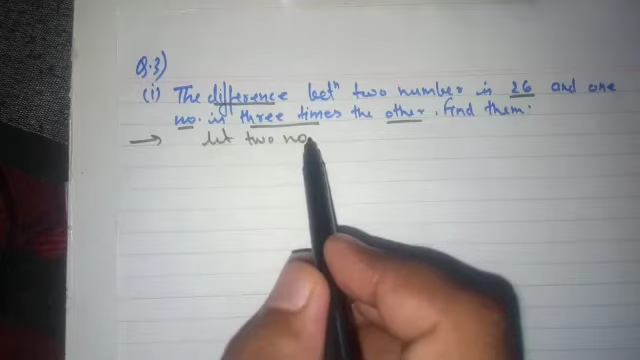 Q.3)
(i) The difference betⁿ two number is 26 and one
no. is three times the other. Find them.
→ let two no